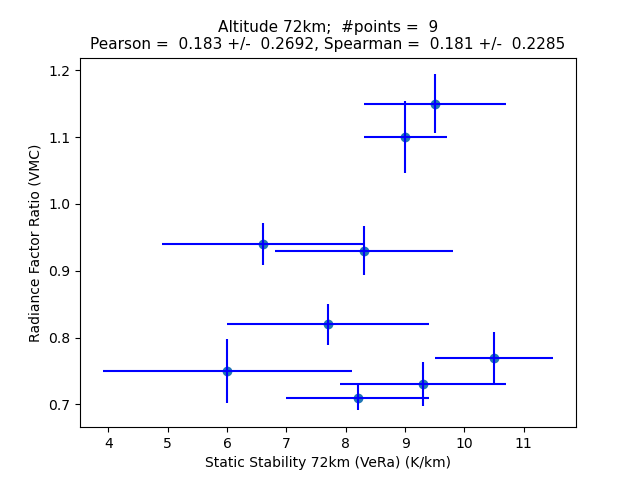 Altitude 72km;  #points =  9
Pearson =  0.183 +/-  0.2692, Spearman =  0.181 +/-  0.2285
1.2
1.1
1.0
0.9
0.8
0.7
Radiance Factor Ratio (VMC)
4 5 6 7 8 9 10 11
Static Stability 72km (VeRa) (K/km)